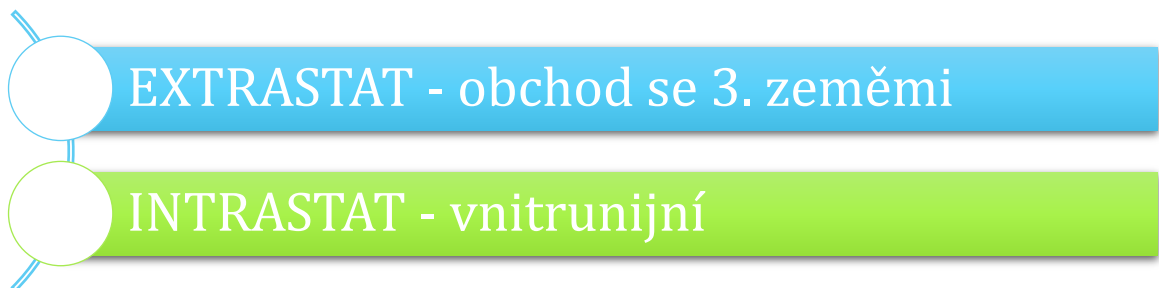 EXTRASTAT - obchod se 3. zeměmi
INTRASTAT - vnitrunijní